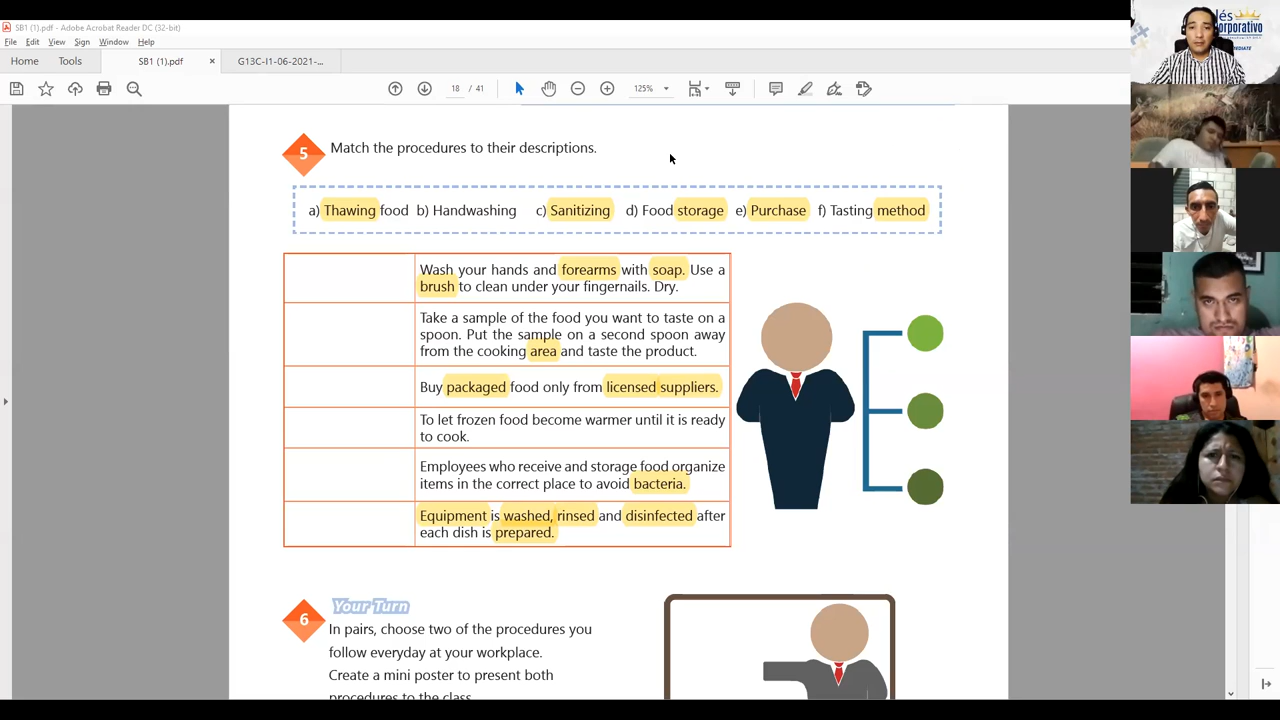 SB1 (1).pdf - Adobe Acrobat Reader DC (32-bit)
File Edit View Sign Window Help
Home Tools SB1 (1).pdf × G13C-I1-06-2021-...
18 / 41 125%
5 Match the procedures to their descriptions.
a) Thawing food b) Handwashing c) Sanitizing d) Food storage e) Purchase f) Tasting method
Wash your hands and forearms with soap. Use a
brush to clean under your fingernails. Dry.
Take a sample of the food you want to taste on a
spoon. Put the sample on a second spoon away
from the cooking area and taste the product.
Buy packaged food only from licensed suppliers.
To let frozen food become warmer until it is ready
to cook.
Employees who receive and storage food organize
items in the correct place to avoid bacteria.
Equipment is washed, rinsed and disinfected after
each dish is prepared.
6 Your Turn
In pairs, choose two of the procedures you
follow everyday at your workplace.
Create a mini poster to present both
procedures to the class